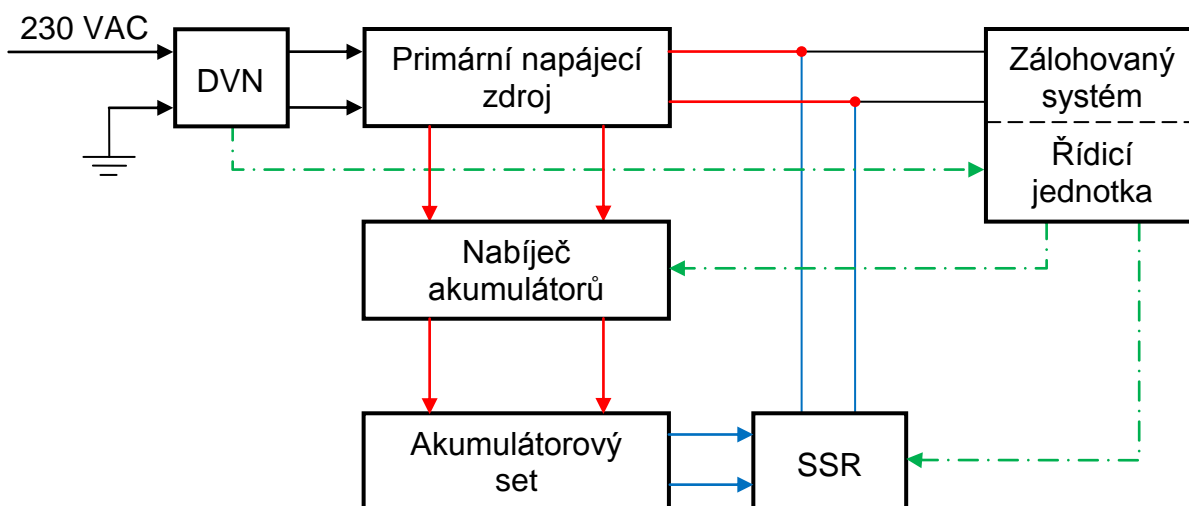 230 VAC
DVN
Primární napájecí
zdroj
Zálohovaný
systém
Řídicí
jednotka
Nabíječ
akumulátorů
Akumulátorový
set
SSR